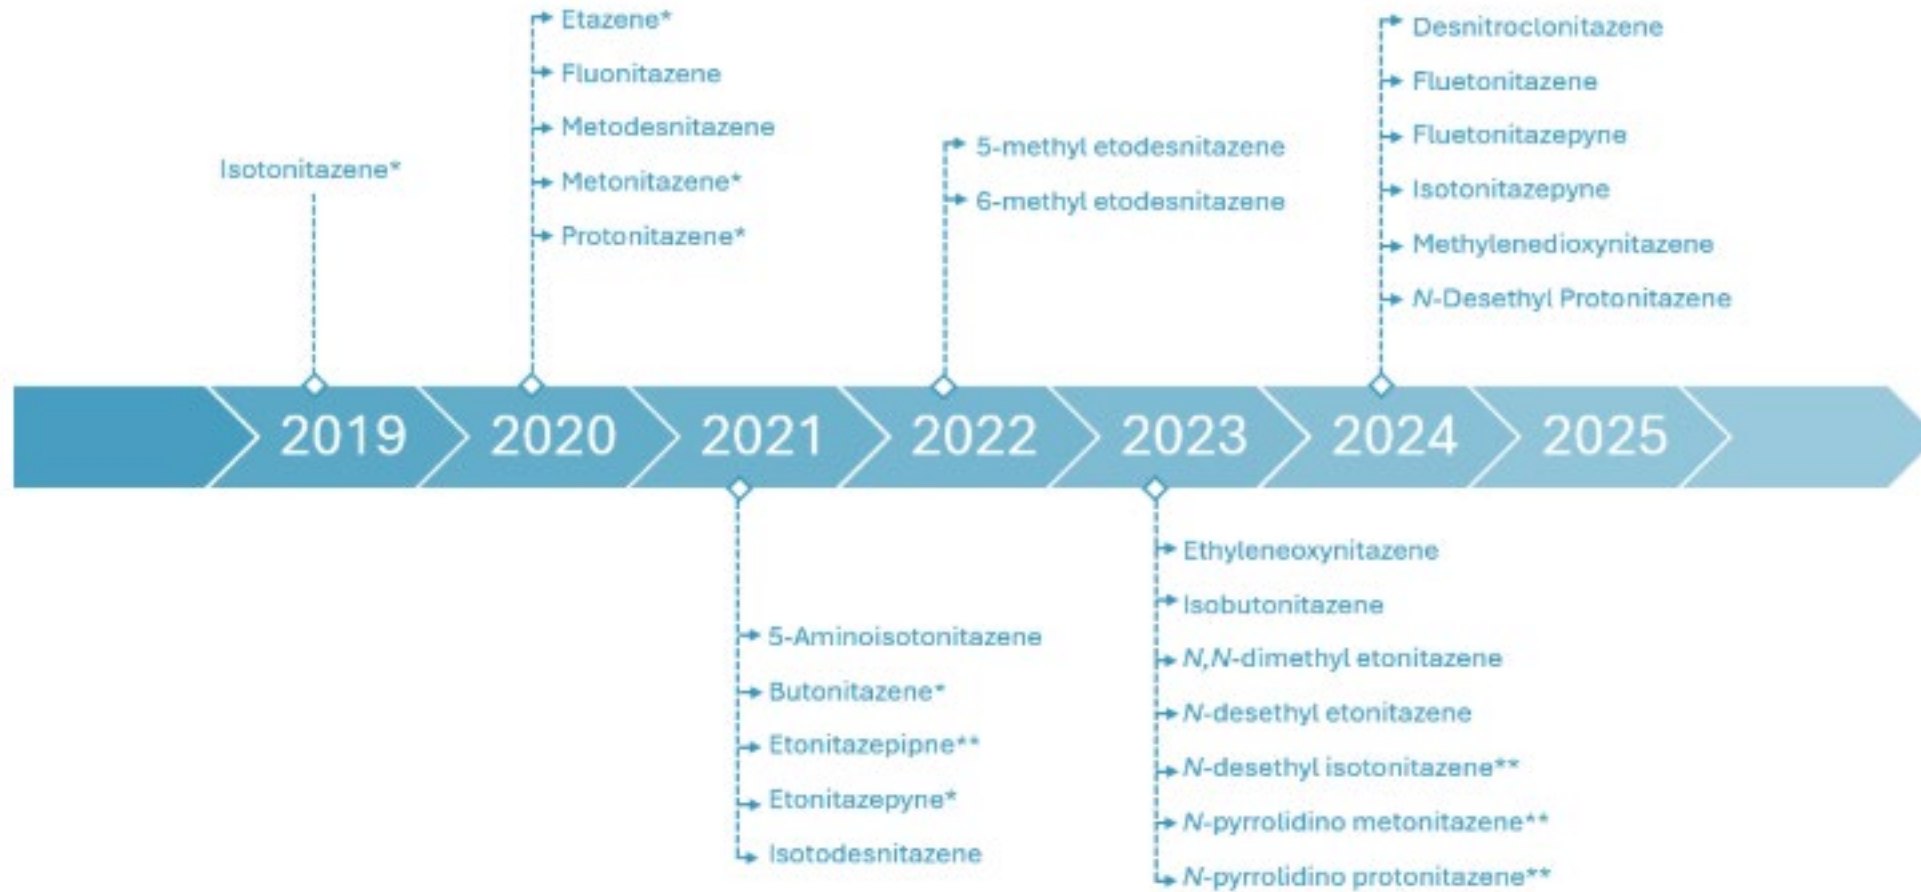 Isotonitazene*
Etazene*
Fluonitazene
Metodesnitazene
Metonitazene*
Protonitazene*
5-methyl etodesnitazene
6-methyl etodesnitazene
Desnitroclonitazene
Fluetonitazene
Fluetonitazepyne
Isotonitazepyne
Methylenedioxynitazene
N-Desethyl Protonitazene
2019
2020
2021
2022
2023
2024
2025
5-Aminoisotonitazene
Butonitazene*
Etonitazepipne**
Etonitazepyne*
Isotodesnitazene
Ethyleneoxynitazene
Isobutonitazene
N,N-dimethyl etonitazene
N-desethyl etonitazene
N-desethyl isotonitazene**
N-pyrrolidino metonitazene**
N-pyrrolidino protonitazene**